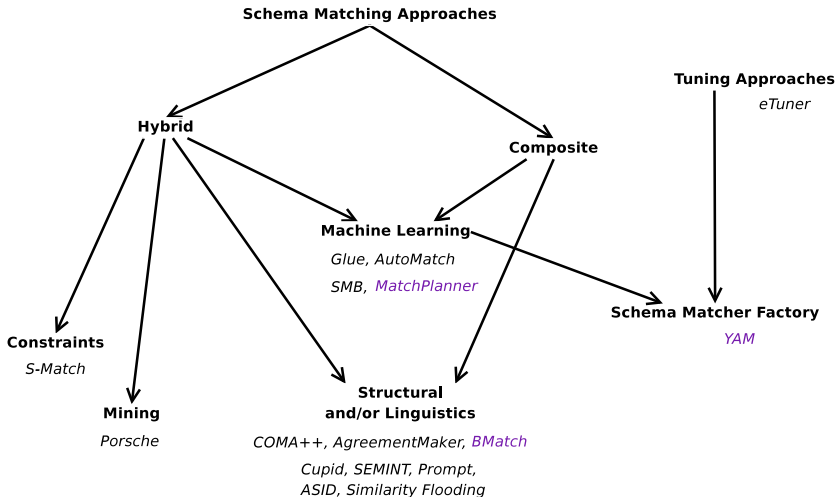 Schema Matching Approaches
Tuning Approaches
eTuner
Hybrid
Composite
Machine Learning
Glue, AutoMatch
SMB, MatchPlanner
Schema Matcher Factory
YAM
Constraints
S-Match
Mining
Porsche
Structural
and/or Linguistics
COMA++, AgreementMaker, BMatch
Cupid, SEMINT, Prompt,
ASID, Similarity Flooding